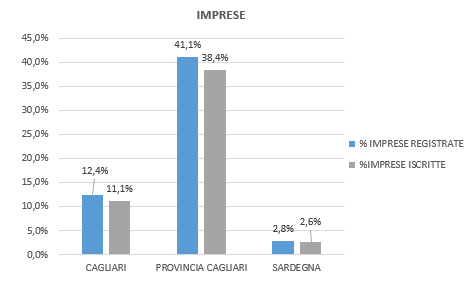 IMPRESE
45,0%
40,0%
35,0%
30,0%
25,0%
20,0%
15,0%
10,0%
5,0%
0,0%
12,4%
11,1%
41,1%
38,4%
2,8%
2,6%
CAGLIARI
PROVINCIA CAGLIARI
SARDEGNA
% IMPRESE REGISTRATE
%IMPRESE ISCRITTE